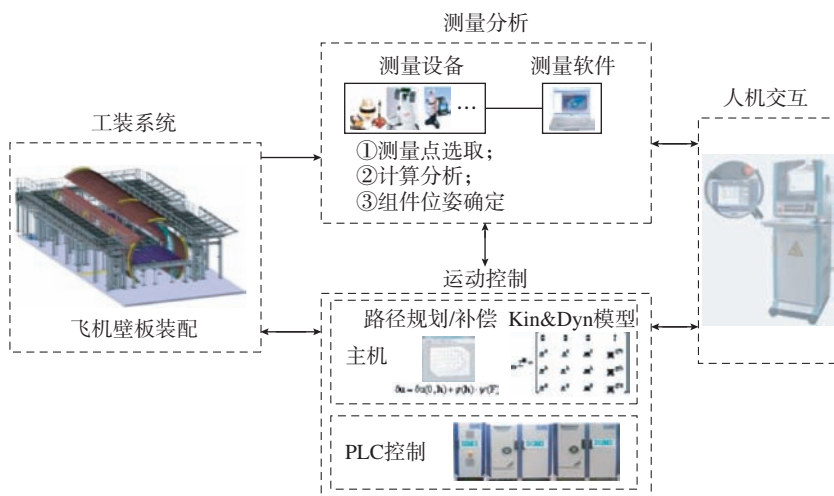 测量分析
测量设备
测量软件
…
①测量点选取;
②计算分析;
③组件位姿确定
工装系统
飞机壁板装配
人机交互
运动控制
路径规划/补偿
Kin&Dyn模型
主机
PLC控制